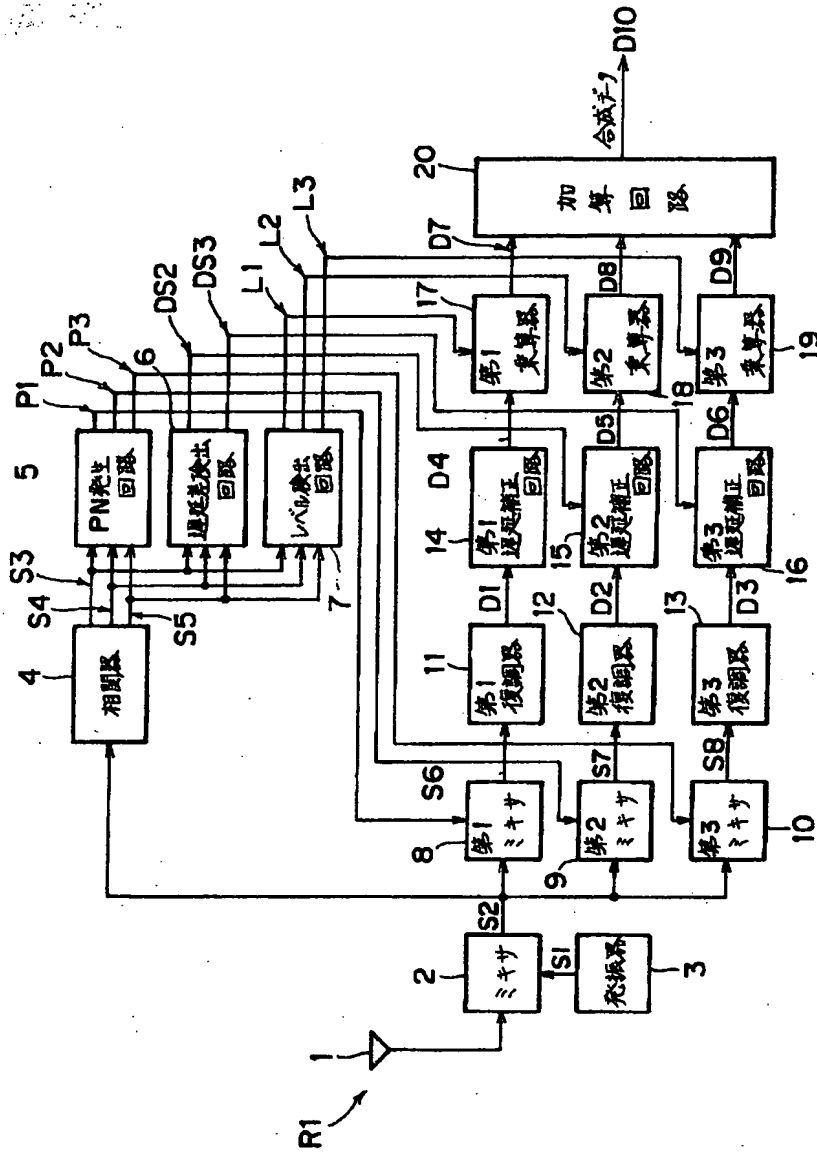 R1
1
2
ミキサ
S1
発振器
3
S2
4
相関器
S3
S4
S5
5
PN発生
回路
P1
P2
P3
6
遅延差検出
回路
DS2
DS3
レベル検出
回路
7
L1
L2
L3
8
第1
ミキサ
S6
11
第1
復調器
D1
14
第1
遅延補正
回路
D4
17
第1
乗算器
D7
9
第2
ミキサ
S7
12
第2
復調器
D2
15
第2
遅延補正
回路
D5
18
第2
乗算器
D8
10
第3
ミキサ
S8
13
第3
復調器
D3
16
第3
遅延補正
回路
D6
19
第3
乗算器
D9
20
加算回路
合成データ
D10